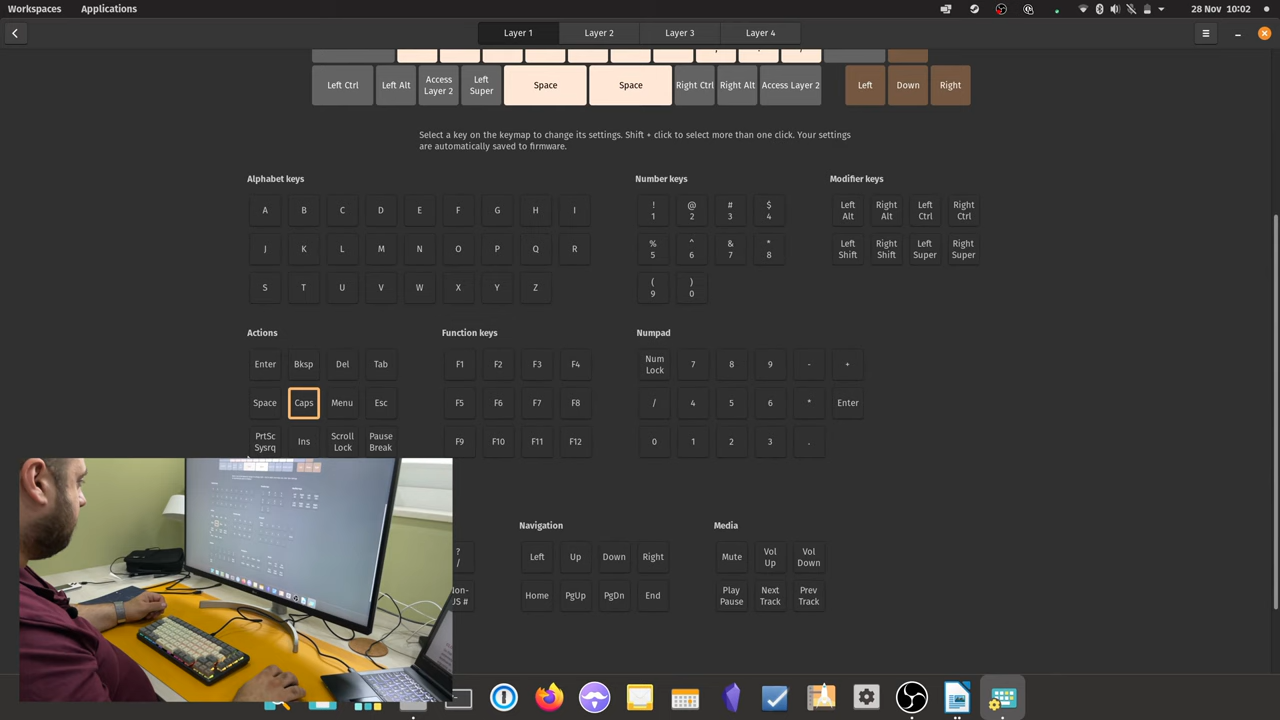 Workspaces Applications 28 Nov 10:02
Layer 1 Layer 2 Layer 3 Layer 4
Left Ctrl Left Alt Access Layer 2 Left Super Space Space Right Ctrl Right Alt Access Layer 2 Left Down Right
Select a key on the keymap to change its settings. Shift + click to select more than one click. Your settings
are automatically saved to firmware.
Alphabet keys Number keys Modifier keys
A B C D E F G H I ! 1 @ 2 # 3 $ 4 Left Alt Right Alt Left Ctrl Right Ctrl
J K L M N O P Q R % 5 ^ 6 & 7 * 8 Left Shift Right Shift Left Super Right Super
S T U V W X Y Z ( 9 ) 0
Actions Function keys Numpad
Enter Bksp Del Tab F1 F2 F3 F4 Num Lock 7 8 9 - +
Space Caps Menu Esc F5 F6 F7 F8 / 4 5 6 * Enter
PrtSc Sysrq Ins Scroll Lock Pause Break F9 F10 F11 F12 0 1 2 3 .
Navigation Media
? / Left Up Down Right Mute Vol Up Vol Down
Non-US # Home PgUp PgDn End Play Pause Next Track Prev Track